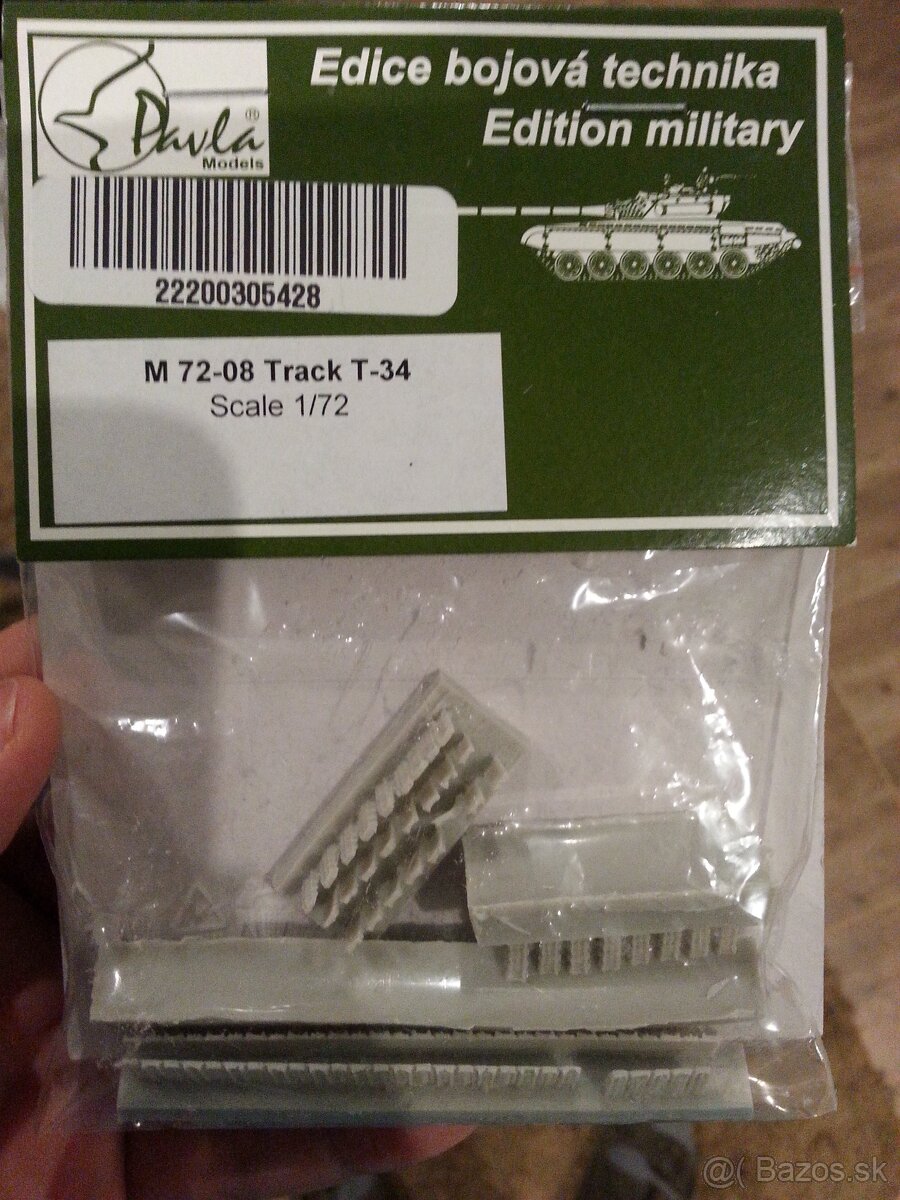 Edice bojová technika
Edition military
Pavla®
Models
22200305428
M 72-08 Track T-34
Scale 1/72
@( Bazos.sk